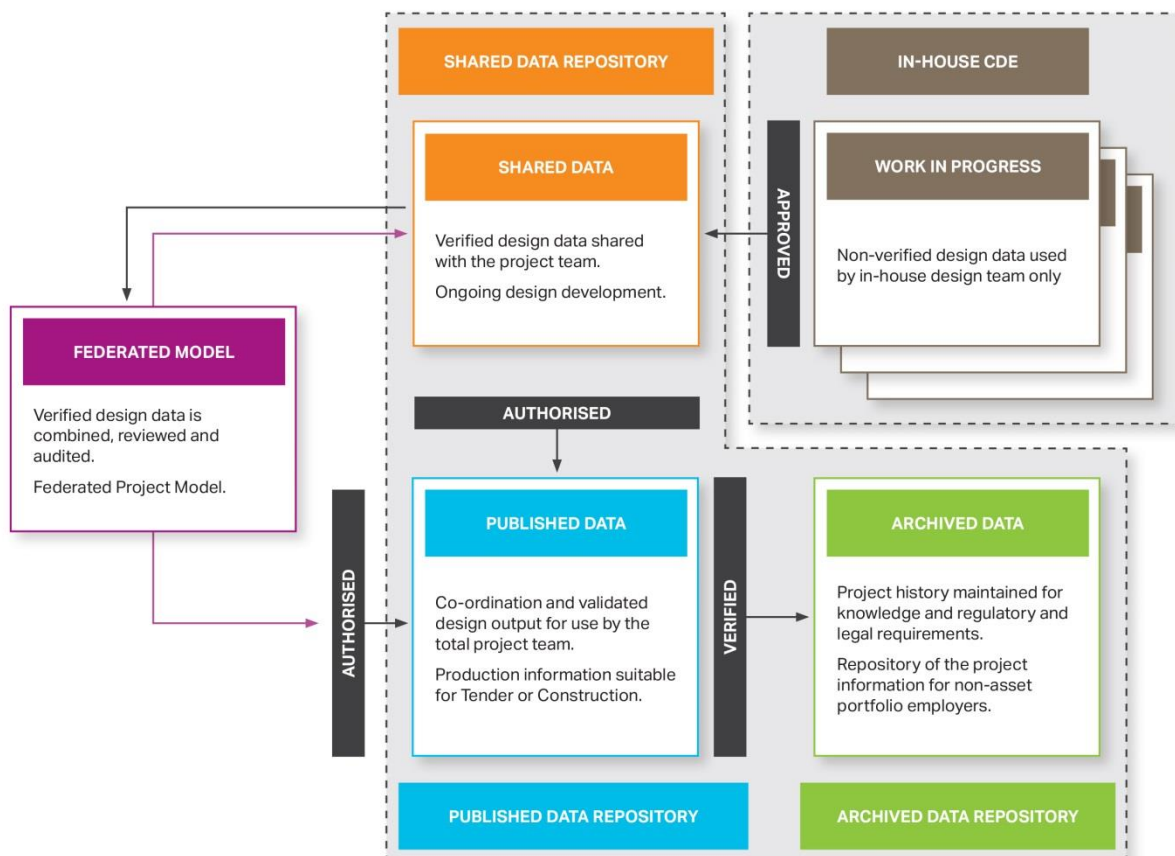 SHARED DATA REPOSITORY
IN-HOUSE CDE
SHARED DATA
Verified design data shared
with the project team.
Ongoing design development.
APPROVED
WORK IN PROGRESS
Non-verified design data used
by in-house design team only
FEDERATED MODEL
Verified design data is
combined, reviewed and
audited.
Federated Project Model.
AUTHORISED
AUTHORISED
PUBLISHED DATA
Co-ordination and validated
design output for use by the
total project team.
Production information suitable
for Tender or Construction.
VERIFIED
ARCHIVED DATA
Project history maintained for
knowledge and regulatory and
legal requirements.
Repository of the project
information for non-asset
portfolio employers.
PUBLISHED DATA REPOSITORY
ARCHIVED DATA REPOSITORY